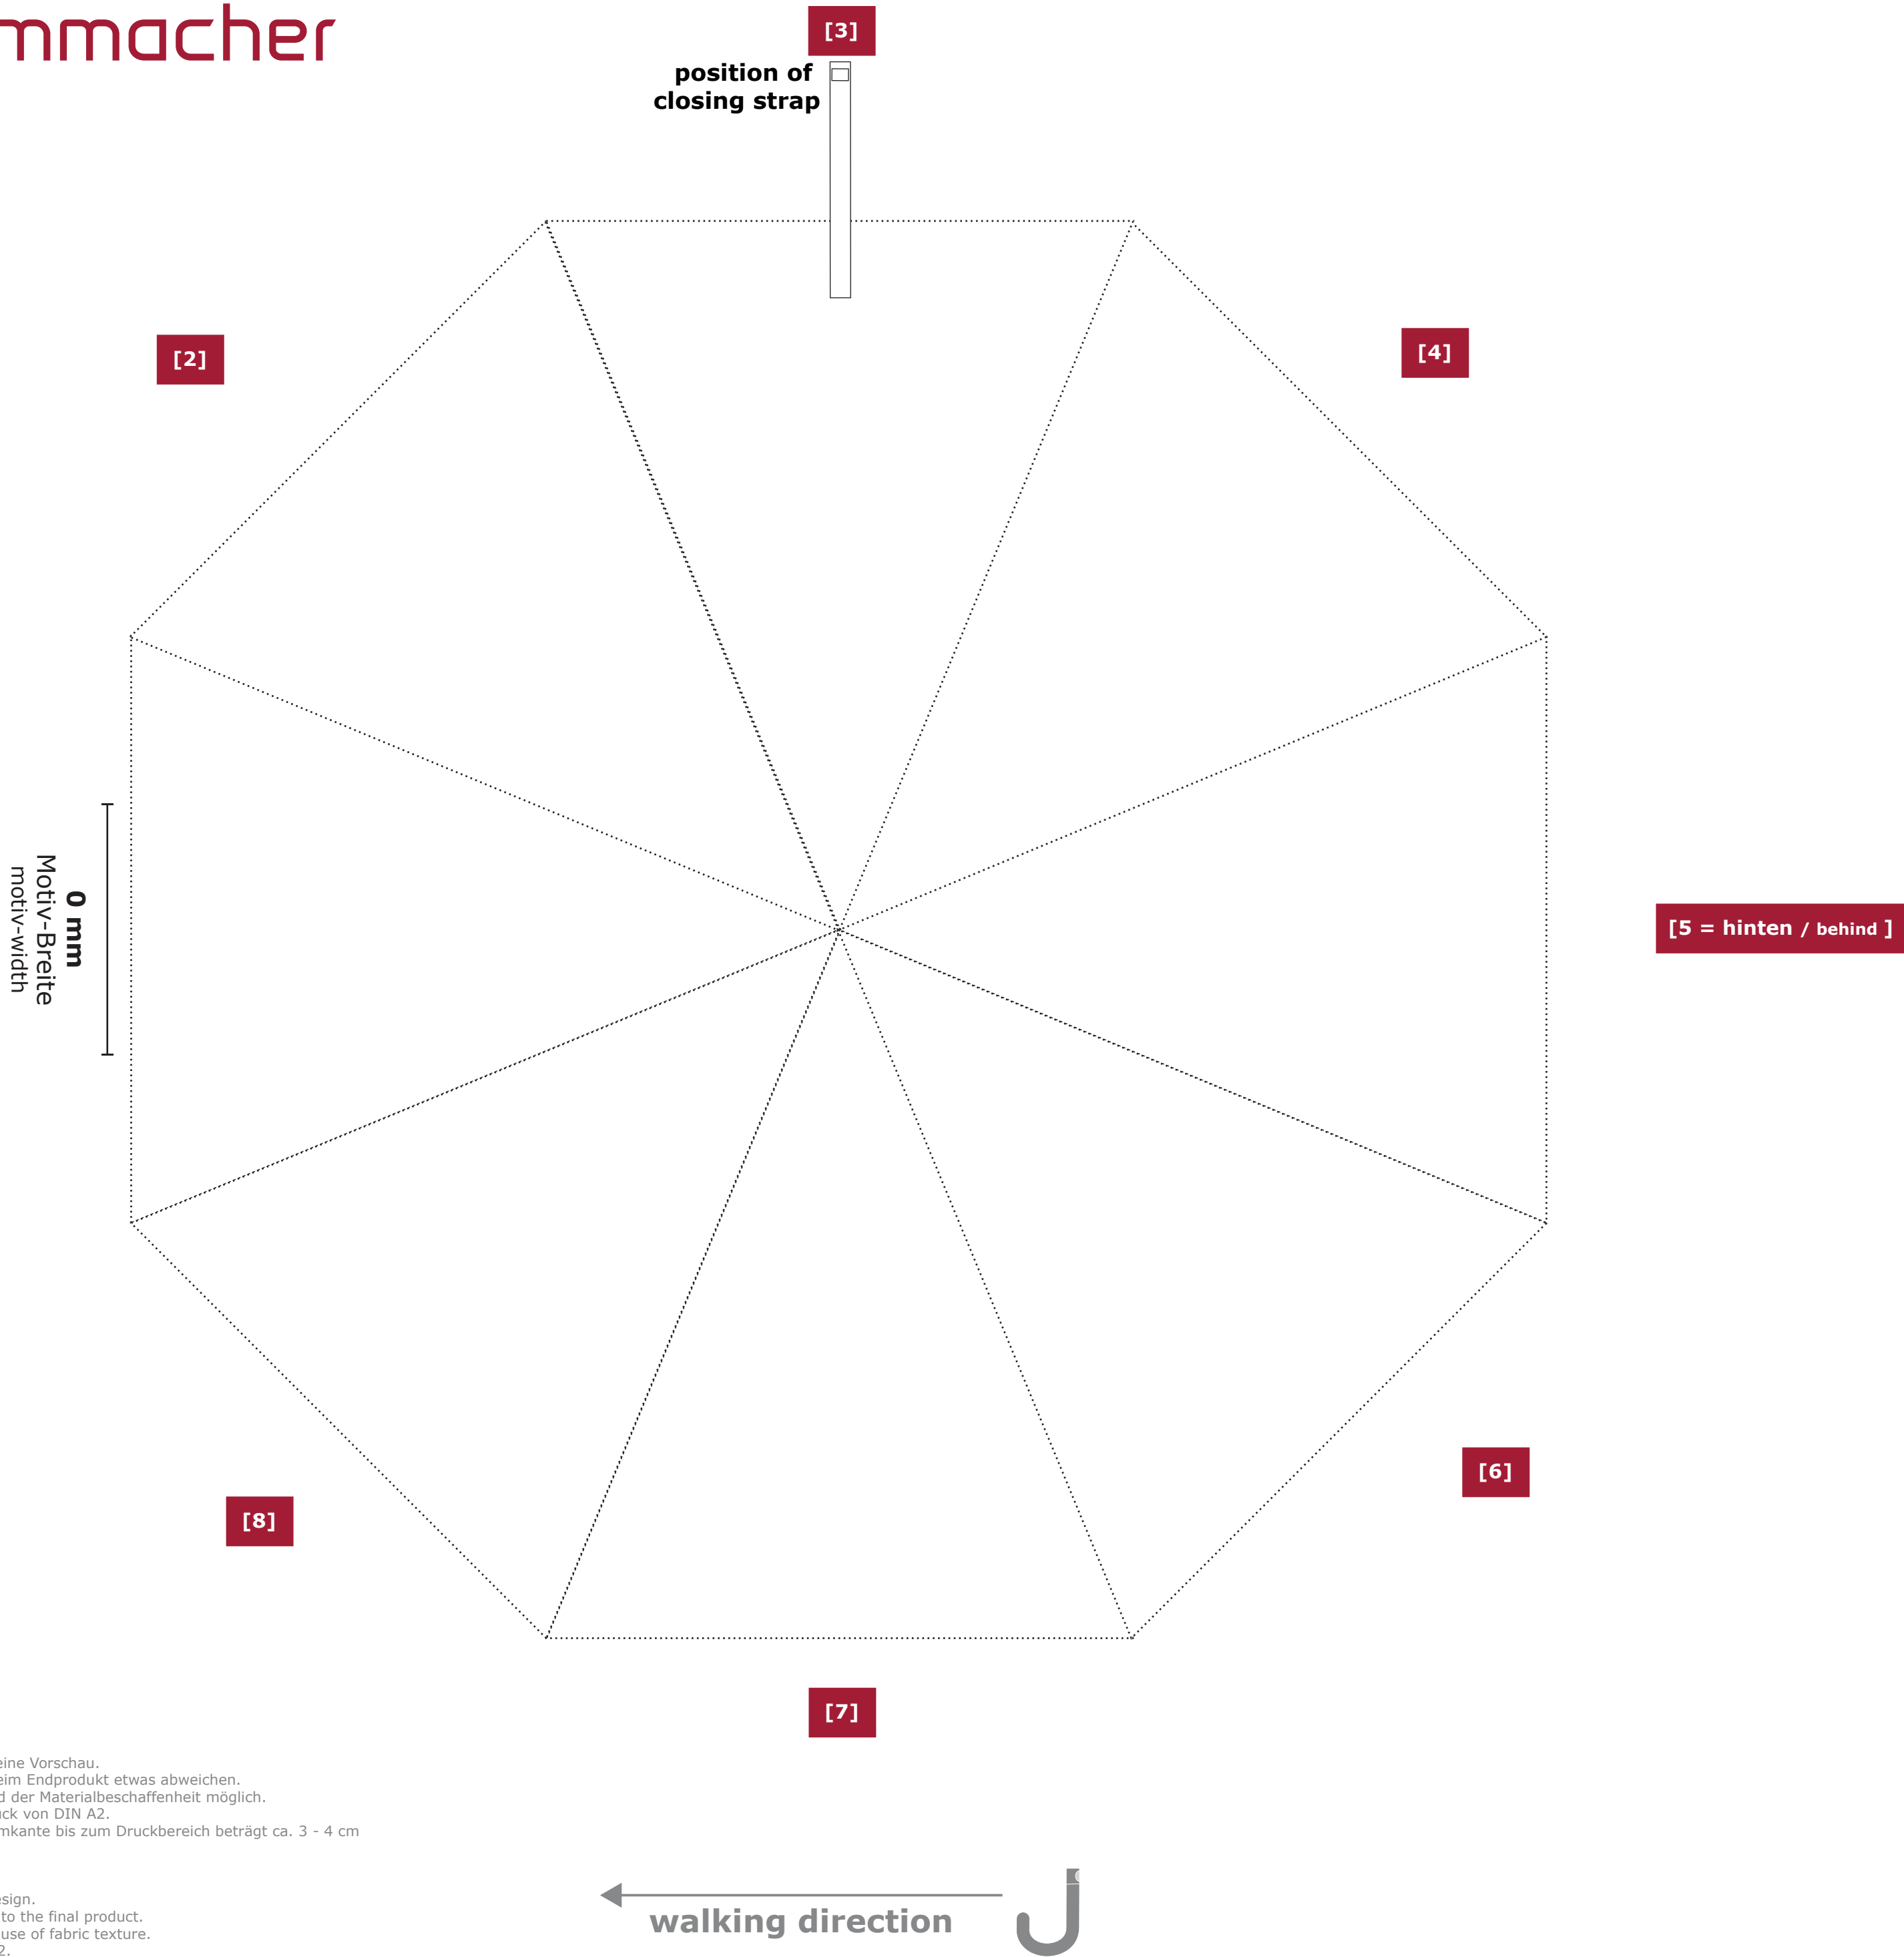 mmacher
[3]
position of
closing strap
[2]
[4]
0 mm
Motiv-Breite
motiv-width
[5 = hinten / behind ]
[6]
[8]
[7]
eine Vorschau.
eim Endprodukt etwas abweichen.
d der Materialbeschaffenheit möglich.
uck von DIN A2.
mkante bis zum Druckbereich beträgt ca. 3 - 4 cm
esign.
to the final product.
use of fabric texture.
2.
walking direction